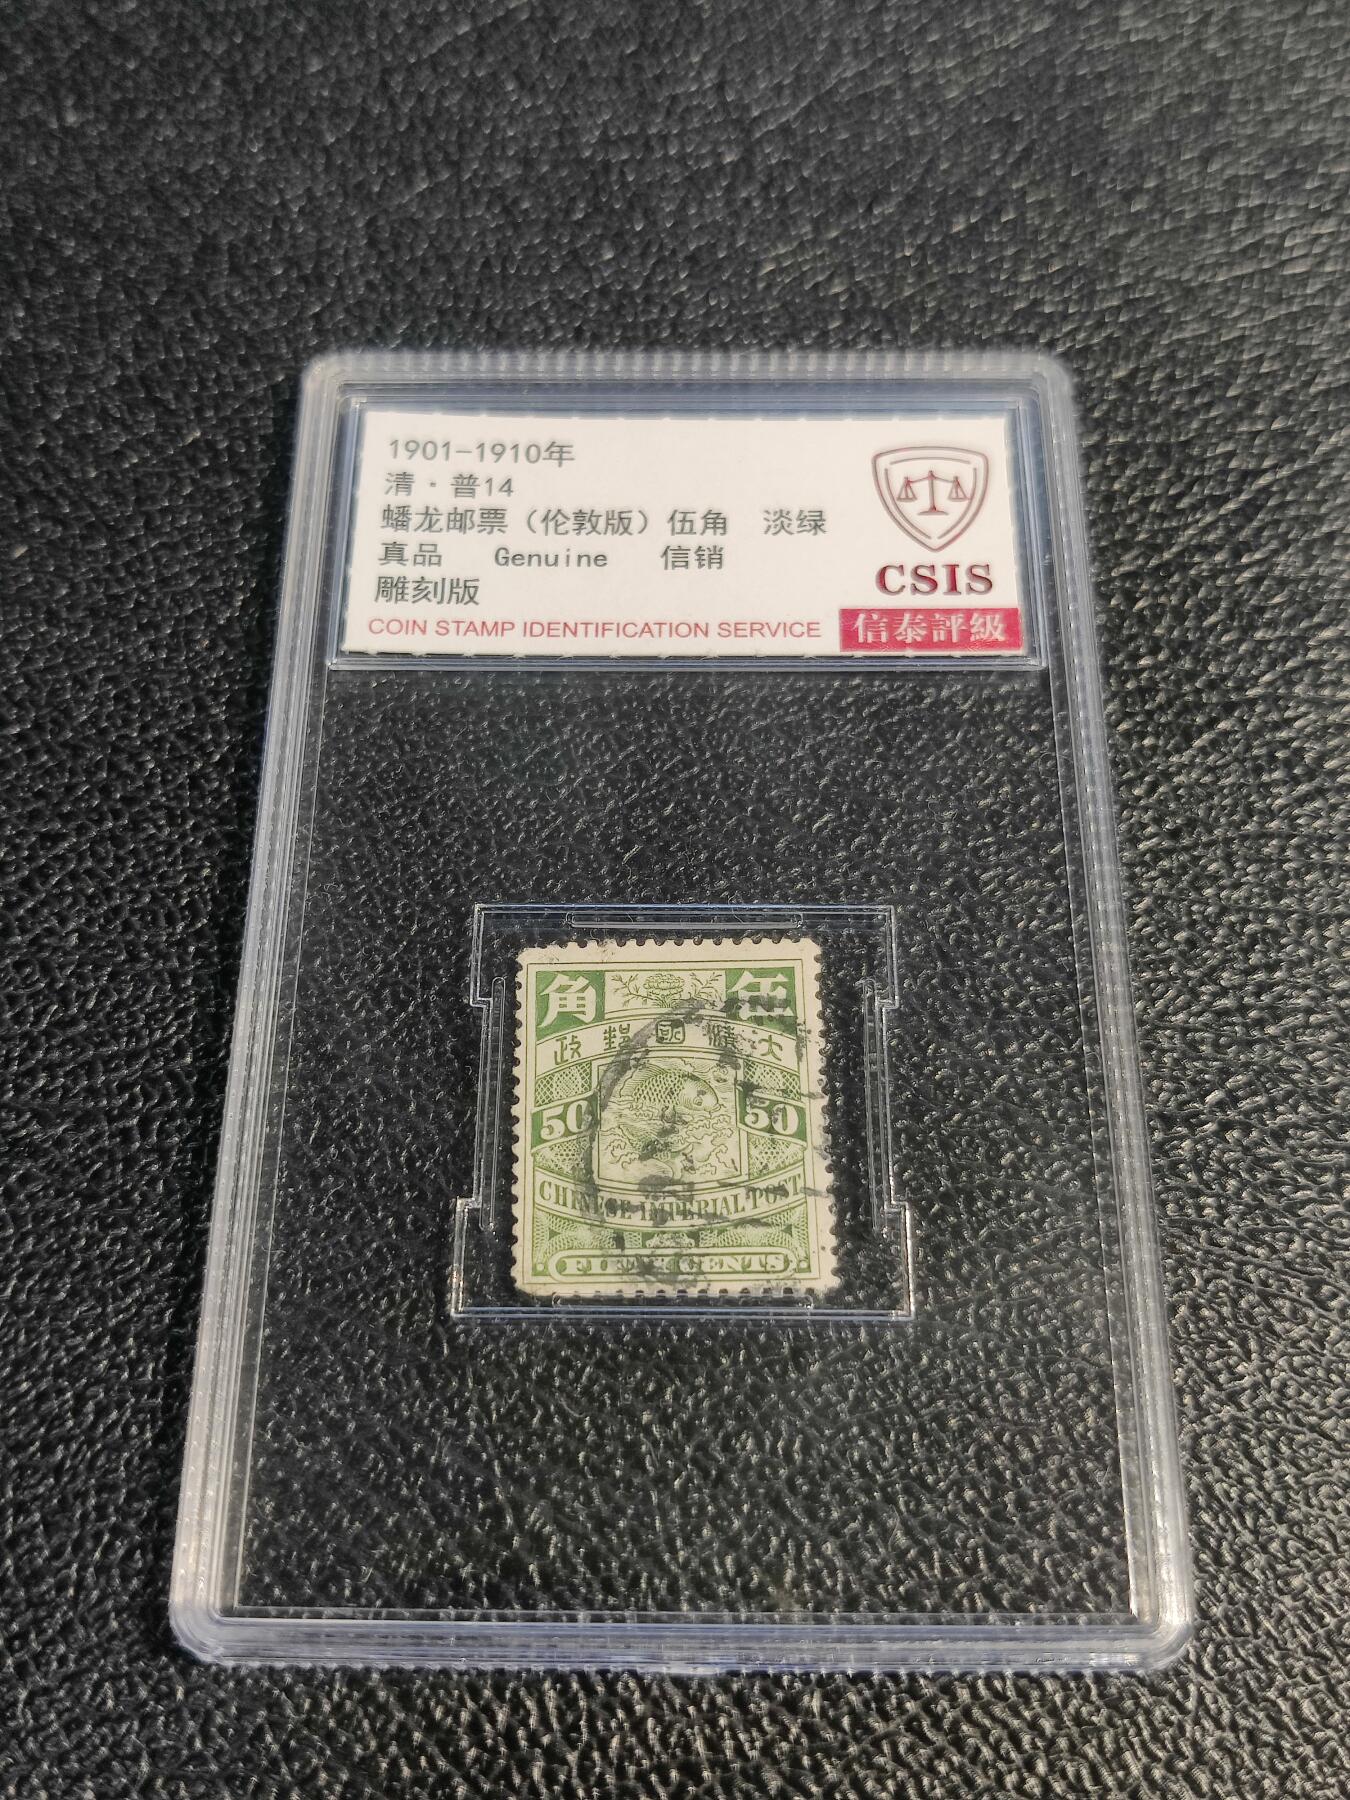 1901-1910年
清·普14
蟠龙邮票（伦敦版）伍角 淡绿
真品 Genuine 信销
雕刻版
COIN STAMP IDENTIFICATION SERVICE
CSIS
信泰評級
角 伍
政郵國清大
50 50
CHINESE IMPERIAL POST
CENTS